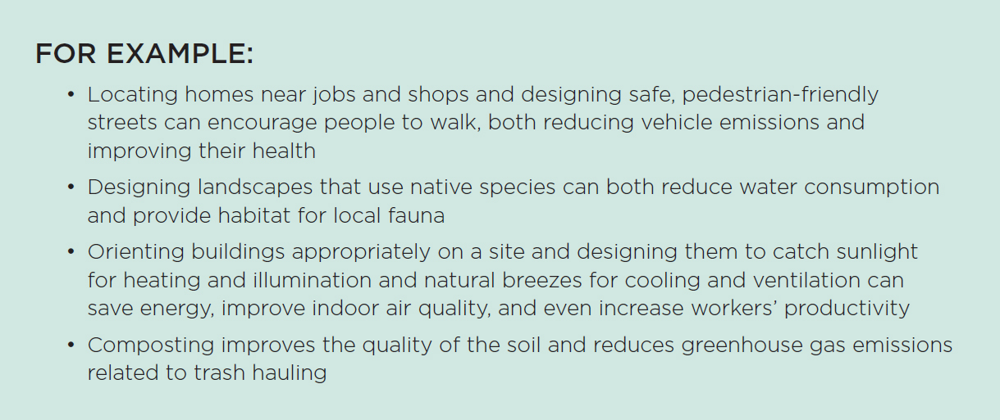 FOR EXAMPLE:
• Locating homes near jobs and shops and designing safe, pedestrian-friendly
streets can encourage people to walk, both reducing vehicle emissions and
improving their health
• Designing landscapes that use native species can both reduce water consumption
and provide habitat for local fauna
• Orienting buildings appropriately on a site and designing them to catch sunlight
for heating and illumination and natural breezes for cooling and ventilation can
save energy, improve indoor air quality, and even increase workers’ productivity
• Composting improves the quality of the soil and reduces greenhouse gas emissions
related to trash hauling